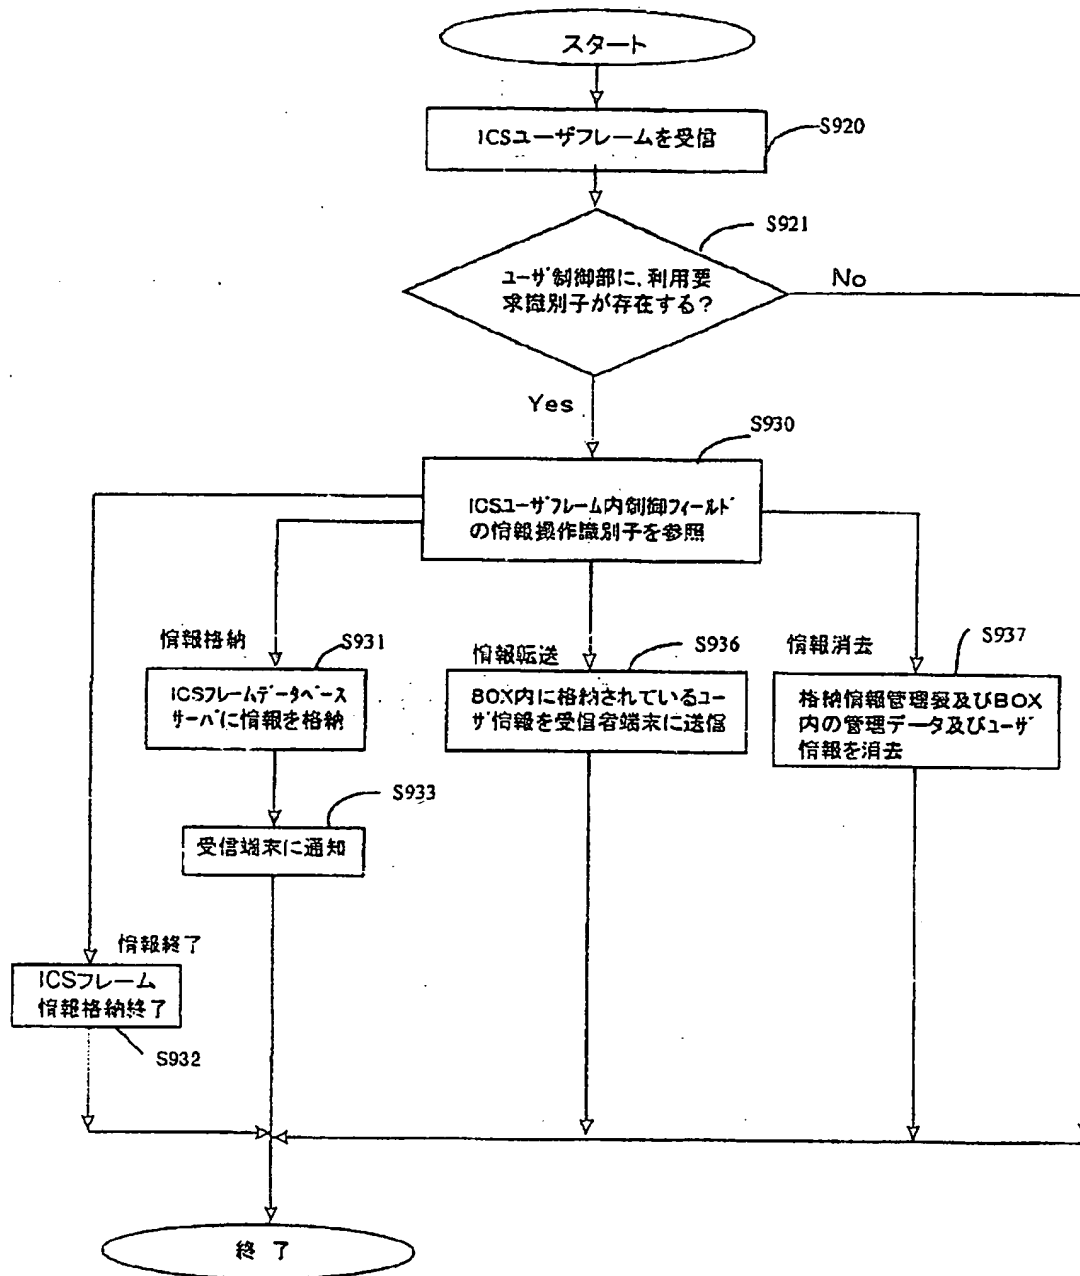 スタート
ICSユーザフレームを受信
S920
S921
ユーザ制御部に、利用要
求識別子が存在する?
No
Yes
S930
ICSユーザフレーム内制御フィールド
の情報操作識別子を参照
情報格納
S931
ICSフレームデータベース
サーバに情報を格納
情報転送
S936
BOX内に格納されているユー
ザ情報を受信者端末に送信
情報消去
S937
格納情報管理表及びBOX
内の管理データ及びユーザ
情報を消去
S933
受信端末に通知
情報終了
ICSフレーム
情報格納終了
S932
終了